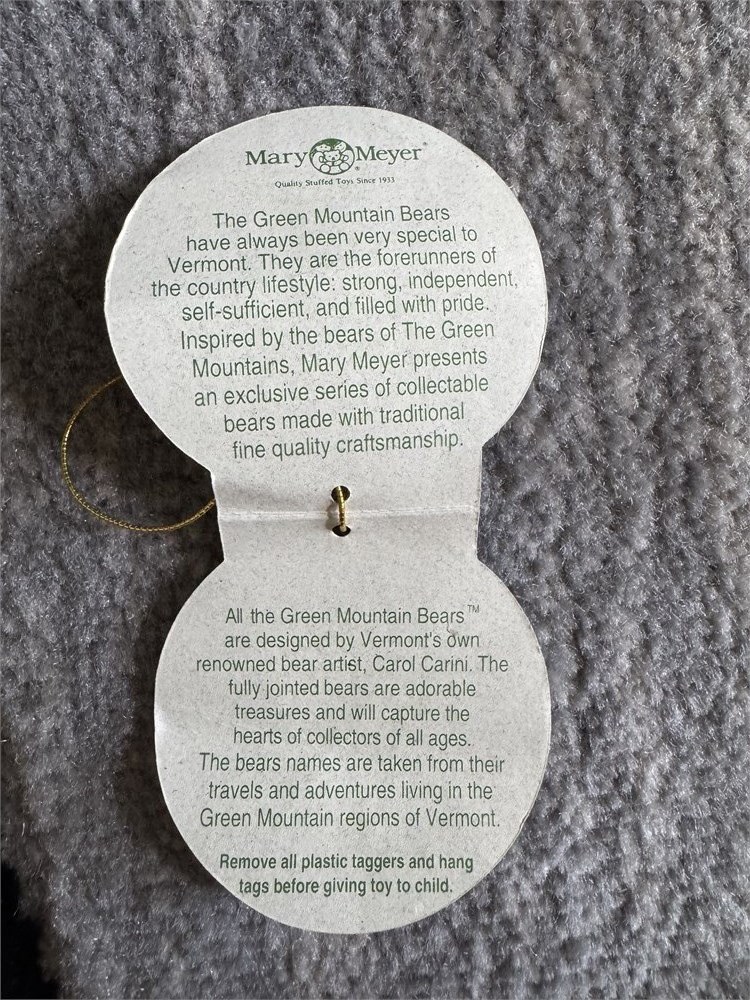 Mary Meyer®
Quality Stuffed Toys Since 1933
The Green Mountain Bears
have always been very special to
Vermont. They are the forerunners of
the country lifestyle: strong, independent,
self-sufficient, and filled with pride.
Inspired by the bears of The Green
Mountains, Mary Meyer presents
an exclusive series of collectable
bears made with traditional
fine quality craftsmanship.
All the Green Mountain Bears™
are designed by Vermont's own
renowned bear artist, Carol Carini. The
fully jointed bears are adorable
treasures and will capture the
hearts of collectors of all ages.
The bears names are taken from their
travels and adventures living in the
Green Mountain regions of Vermont.
Remove all plastic taggers and hang
tags before giving toy to child.